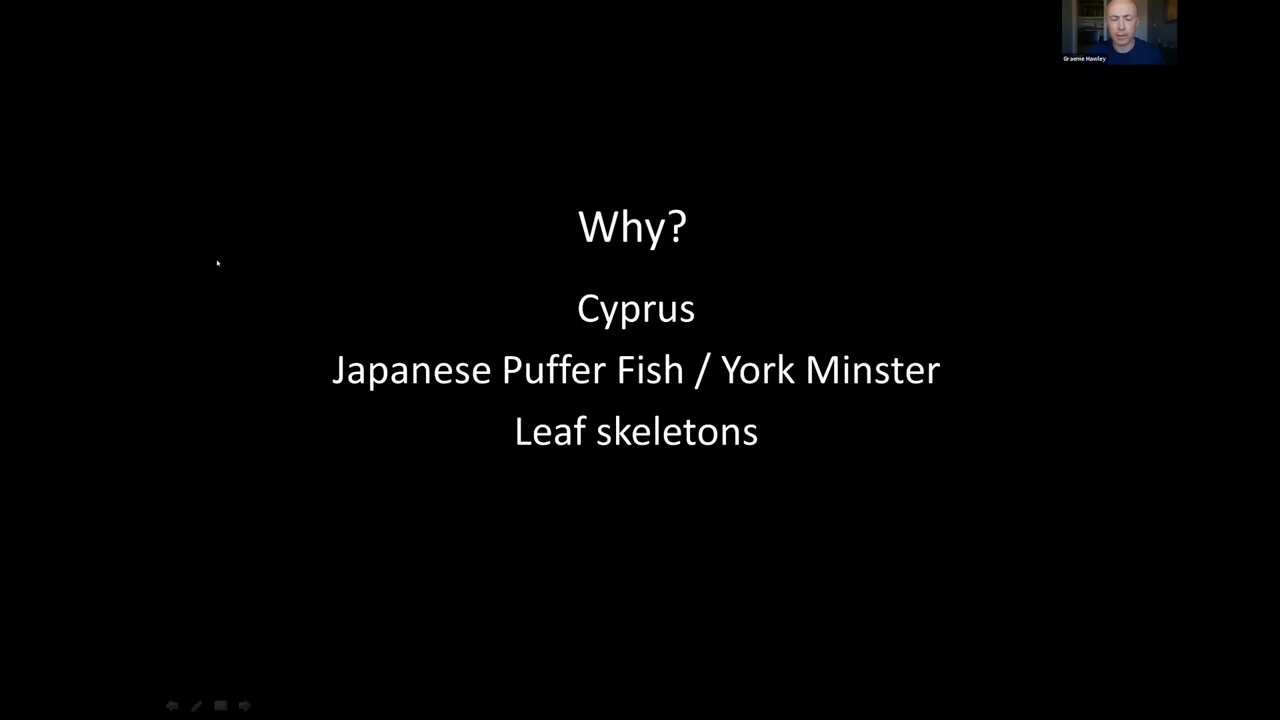 Graeme Hawley
Why?
Cyprus
Japanese Puffer Fish / York Minster
Leaf skeletons